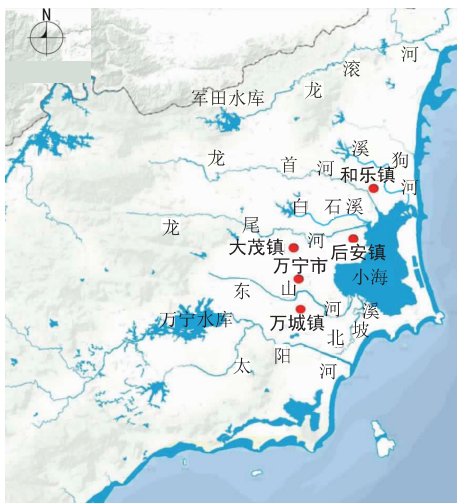 N
龙滚河
军田水库
龙首河
溪狗河
和乐镇
白石溪
龙尾河
大茂镇
后安镇
万宁市
小海
东山河
万宁水库
万城镇
北坡溪
太阳河